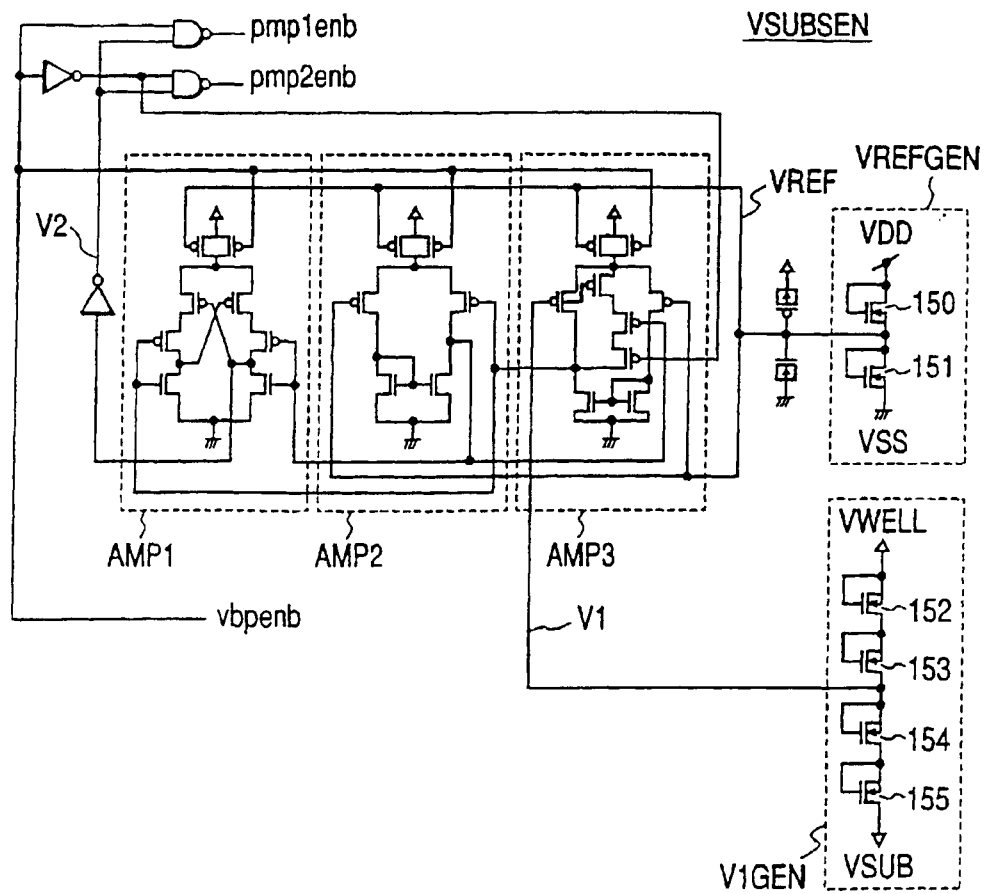 pmp1enb
VSUBSEN
pmp2enb
VREFGEN
VREF
V2
VDD
150
151
VSS
AMP1
AMP2
AMP3
VWELL
vbpenb
V1
152
153
154
155
V1GEN
VSUB